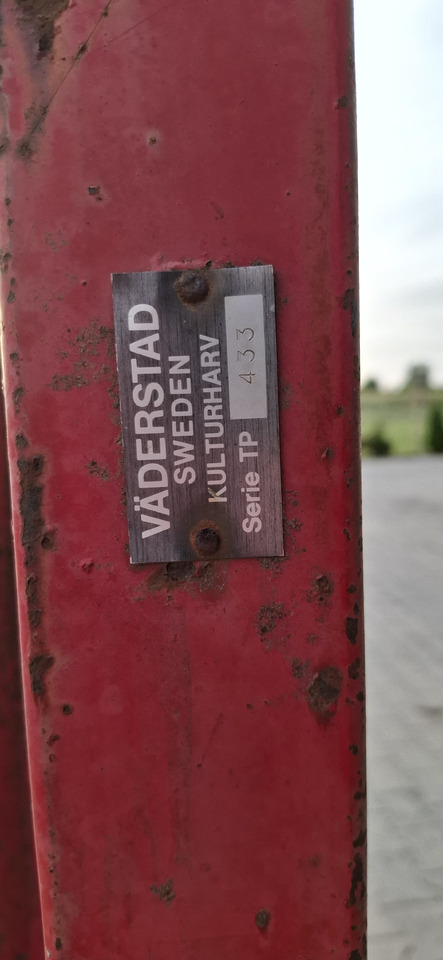 VÄDERSTAD
SWEDEN
KULTURHARV
Serie TP 433